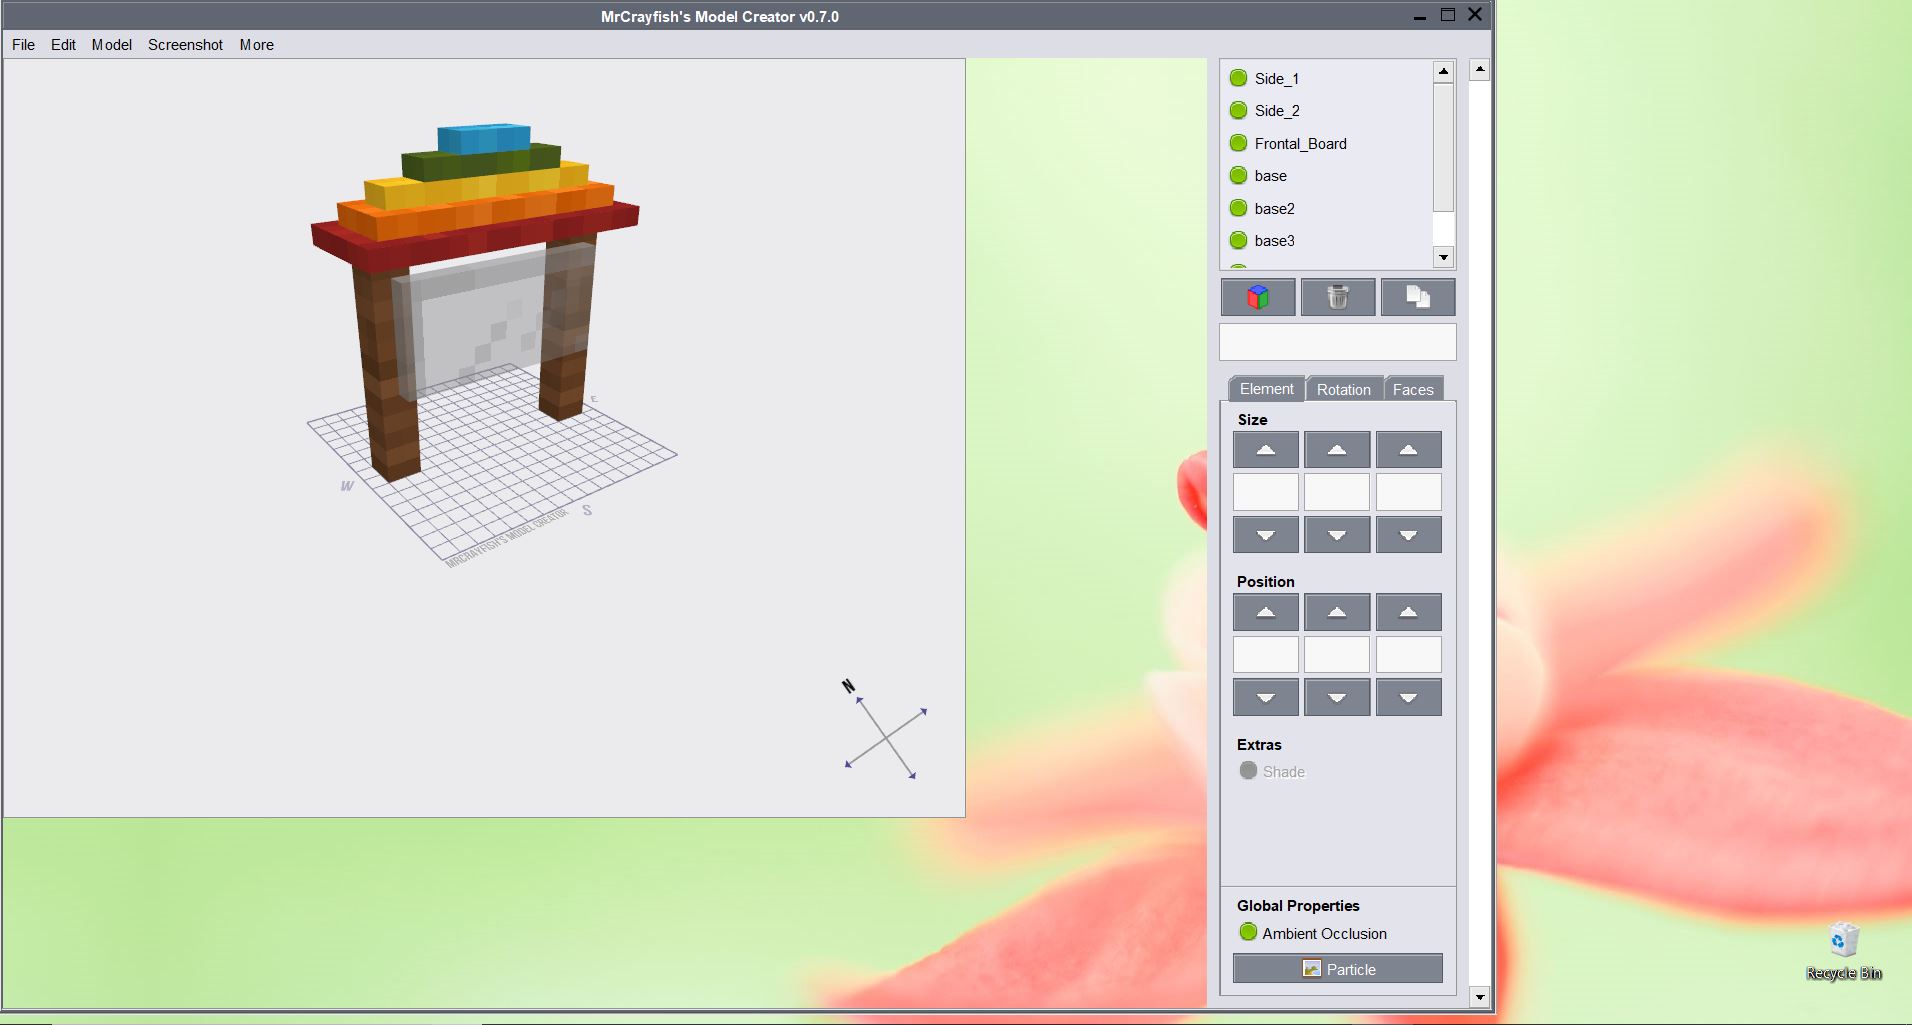 MrCrayfish's Model Creator v0.7.0
File Edit Model Screenshot More
Side_1
Side_2
Frontal_Board
base
base2
base3
Element Rotation Faces
Size
E
W
S
MRCRAYFISH'S MODEL CREATOR
Position
N
Extras
Shade
Global Properties
Ambient Occlusion
Particle
Recycle Bin